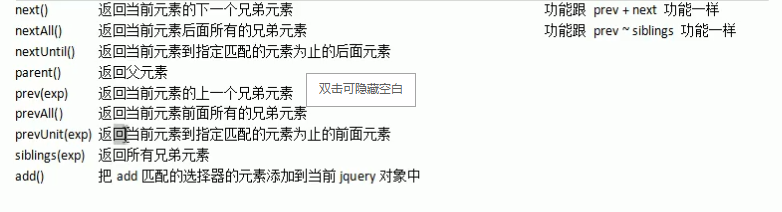 next() 返回当前元素的下一个兄弟元素 功能跟 prev + next 功能一样
nextAll() 返回当前元素后面所有的兄弟元素 功能跟 prev ~ siblings 功能一样
nextUntil() 返回当前元素到指定匹配的元素为止的后面元素
parent() 返回父元素
prev(exp) 返回当前元素的上一个兄弟元素
双击可隐藏空白
prevAll() 返回当前元素前面所有的兄弟元素
prevUnit(exp) 返回当前元素到指定匹配的元素为止的前面元素
siblings(exp) 返回所有兄弟元素
add() 把 add 匹配的选择器的元素添加到当前 jquery 对象中